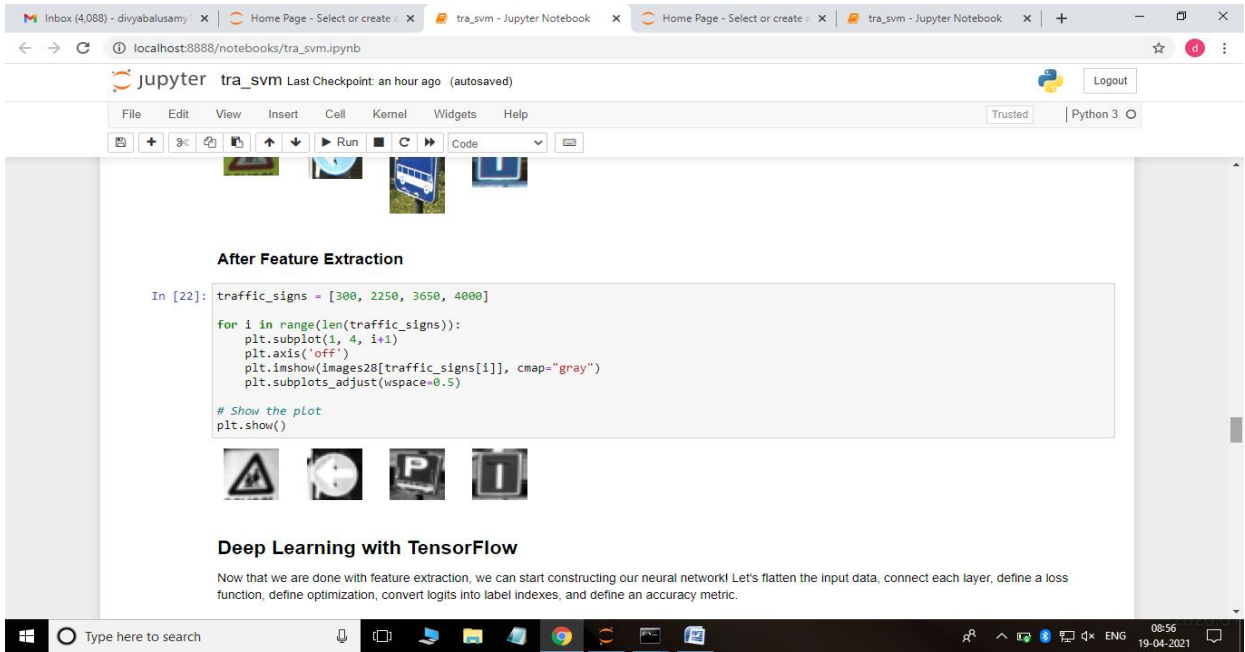 Inbox (4,088) - divyabalusamy
Home Page - Select or create a
tra_svm - Jupyter Notebook
Home Page - Select or create a
tra_svm - Jupyter Notebook
localhost:8888/notebooks/tra_svm.ipynb
d
jupyter tra_svm Last Checkpoint: an hour ago (autosaved)
Logout
File Edit View Insert Cell Kernel Widgets Help
Trusted
Python 3
Run
Code
After Feature Extraction
In [22]: traffic_signs = [300, 2250, 3650, 4000]
for i in range(len(traffic_signs)):
plt.subplot(1, 4, i+1)
plt.axis('off')
plt.imshow(images28[traffic_signs[i]], cmap="gray")
plt.subplots_adjust(wspace=0.5)
# Show the plot
plt.show()
P
Deep Learning with TensorFlow
Now that we are done with feature extraction, we can start constructing our neural network! Let's flatten the input data, connect each layer, define a loss
function, define optimization, convert logits into label indexes, and define an accuracy metric.
Type here to search
ENG
08:56
19-04-2021